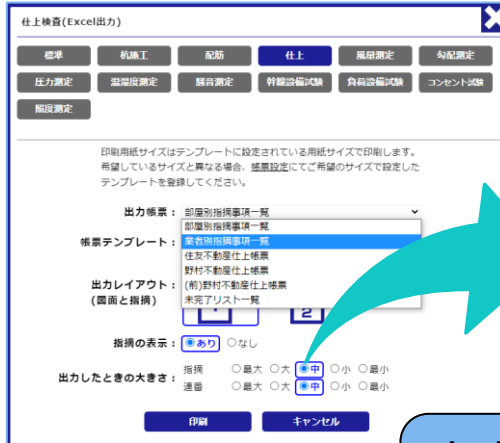 仕上検査(Excel出力)
標準 杭施工 配筋 仕上 風量測定 勾配測定
圧力測定 温湿度測定 騒音測定 幹線設備試験 負荷設備試験 コンセント試験
照度測定
印刷用紙サイズはテンプレートに設定されている用紙サイズで印刷します。
希望しているサイズと異なる場合、帳票設定にてご希望のサイズで設定した
テンプレートを登録してください。
出力帳票： 部屋別指摘事項一覧
部屋別指摘事項一覧
帳票テンプレート： 業者別指摘事項一覧
住友不動産仕上帳票
野村不動産仕上帳票
出力レイアウト： (前)野村不動産仕上帳票
(図面と指摘) 未完了リスト一覧
2
指摘の表示： あり なし
出力したときの大きさ： 指摘 最大 大 中 小 最小
連番 最大 大 中 小 最小
印刷 キャンセル